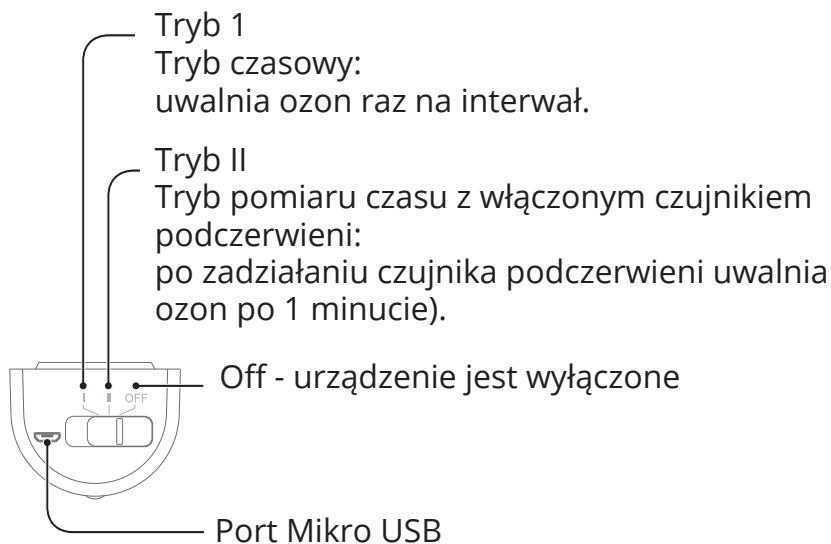 Tryb 1
Tryb czasowy:
uwalnia ozon raz na interwał.
Tryb II
Tryb pomiaru czasu z włączonym czujnikiem
podczerwieni:
po zadziałaniu czujnika podczerwieni uwalnia
ozon po 1 minucie).
Off - urządzenie jest wyłączone
I II OFF
Port Mikro USB